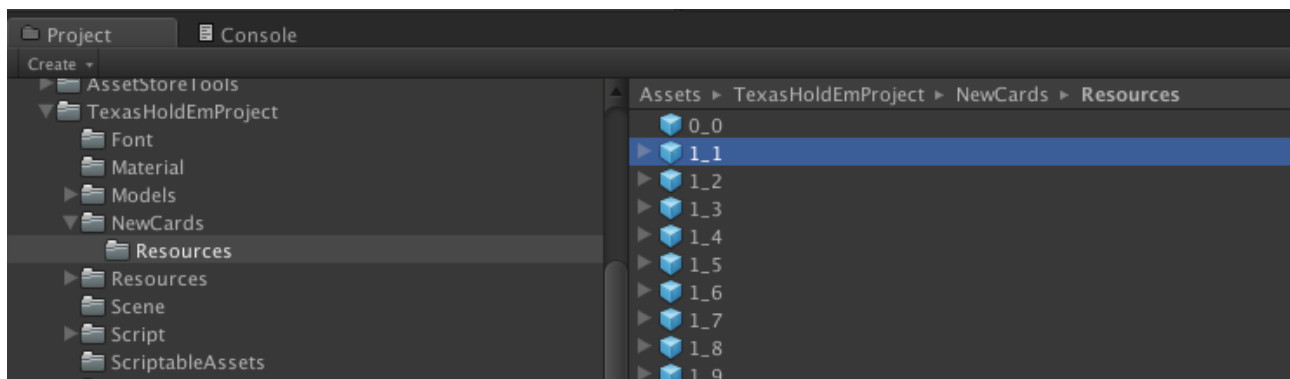 Project Console
Create
AssetStoreTools
TexasHoldEmProject
Font
Material
Models
NewCards
Resources
Resources
Scene
Script
ScriptableAssets
Assets ▸ TexasHoldEmProject ▸ NewCards ▸ Resources
0_0
1_1
1_2
1_3
1_4
1_5
1_6
1_7
1_8
1_9